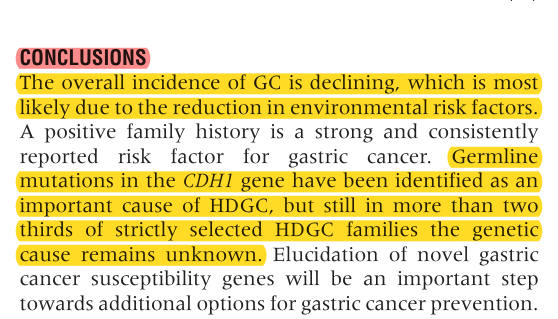 CONCLUSIONS
The overall incidence of GC is declining, which is most
likely due to the reduction in environmental risk factors.
A positive family history is a strong and consistently
reported risk factor for gastric cancer. Germline
mutations in the CDH1 gene have been identified as an
important cause of HDGC, but still in more than two
thirds of strictly selected HDGC families the genetic
cause remains unknown. Elucidation of novel gastric
cancer susceptibility genes will be an important step
towards additional options for gastric cancer prevention.